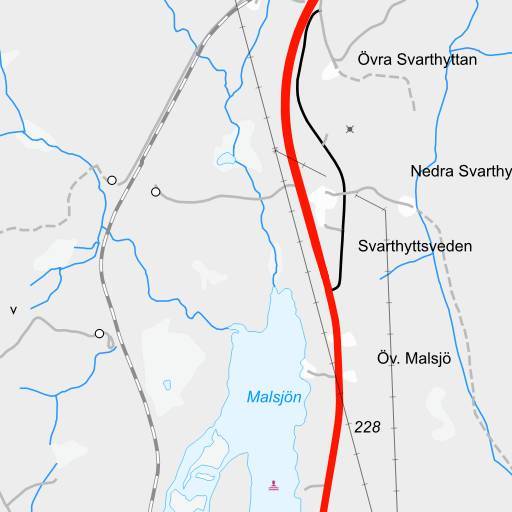 Övra Svarthyttan
Nedra Svarthy
Svarthyttsveden
Öv. Malsjö
Malsjön
228